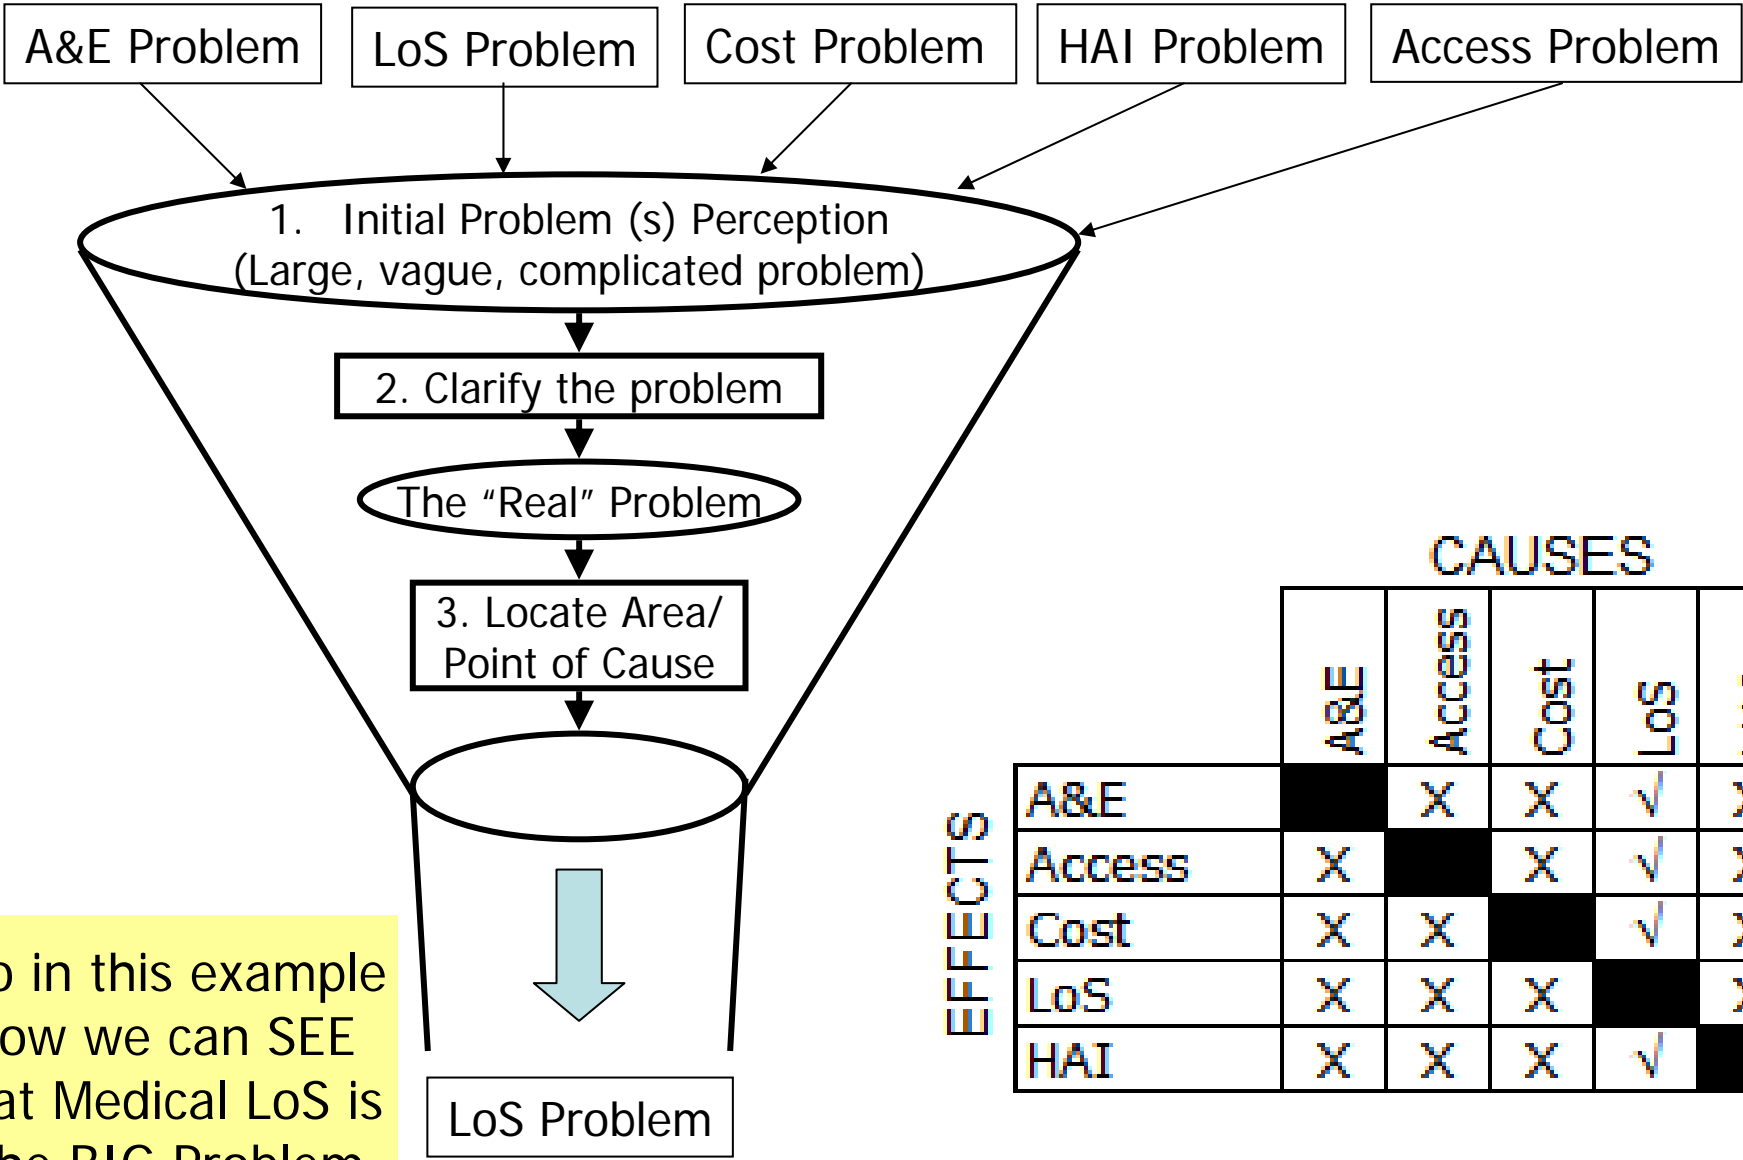 A&E Problem
LoS Problem
Cost Problem
HAI Problem
Access Problem
1. Initial Problem (s) Perception
(Large, vague, complicated problem)
2. Clarify the problem
The “Real” Problem
3. Locate Area/
Point of Cause
LoS Problem
in this example
we can SEE
Medical LoS is
BIG Problem
CAUSES
A&E Access Cost LoS
EFFECTS
A&E X X √
Access X X √
Cost X X √
LoS X X X
HAI X X X √